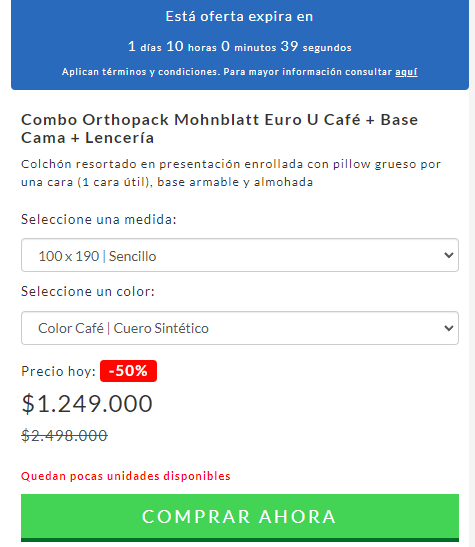 Está oferta expira en
1 días 10 horas 0 minutos 39 segundos
Aplican términos y condiciones. Para mayor información consultar aquí
Combo Orthopack Mohnblatt Euro U Café + Base
Cama + Lencería
Colchón resortado en presentación enrollada con pillow grueso por
una cara (1 cara útil), base armable y almohada
Seleccione una medida:
100 x 190 | Sencillo
Seleccione un color:
Color Café | Cuero Sintético
Precio hoy: -50%
$1.249.000
$2.498.000
Quedan pocas unidades disponibles
COMPRAR AHORA